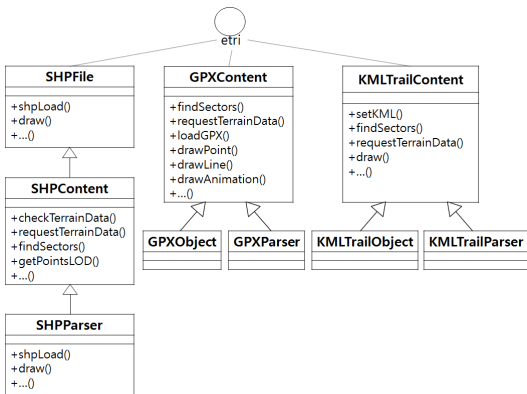 etri
SHPFile
+shpLoad()
+draw()
+...()
SHPContent
+checkTerrainData()
+requestTerrainData()
+findSectors()
+getPointsLOD()
+...()
SHPParser
+shpLoad()
+draw()
+...()
GPXContent
+findSectors()
+requestTerrainData()
+loadGPX()
+drawPoint()
+drawLine()
+drawAnimation()
+...()
GPXObject
GPXParser
KMLTrailContent
+setKML()
+findSectors()
+requestTerrainData()
+draw()
+...()
KMLTrailObject
KMLTrailParser